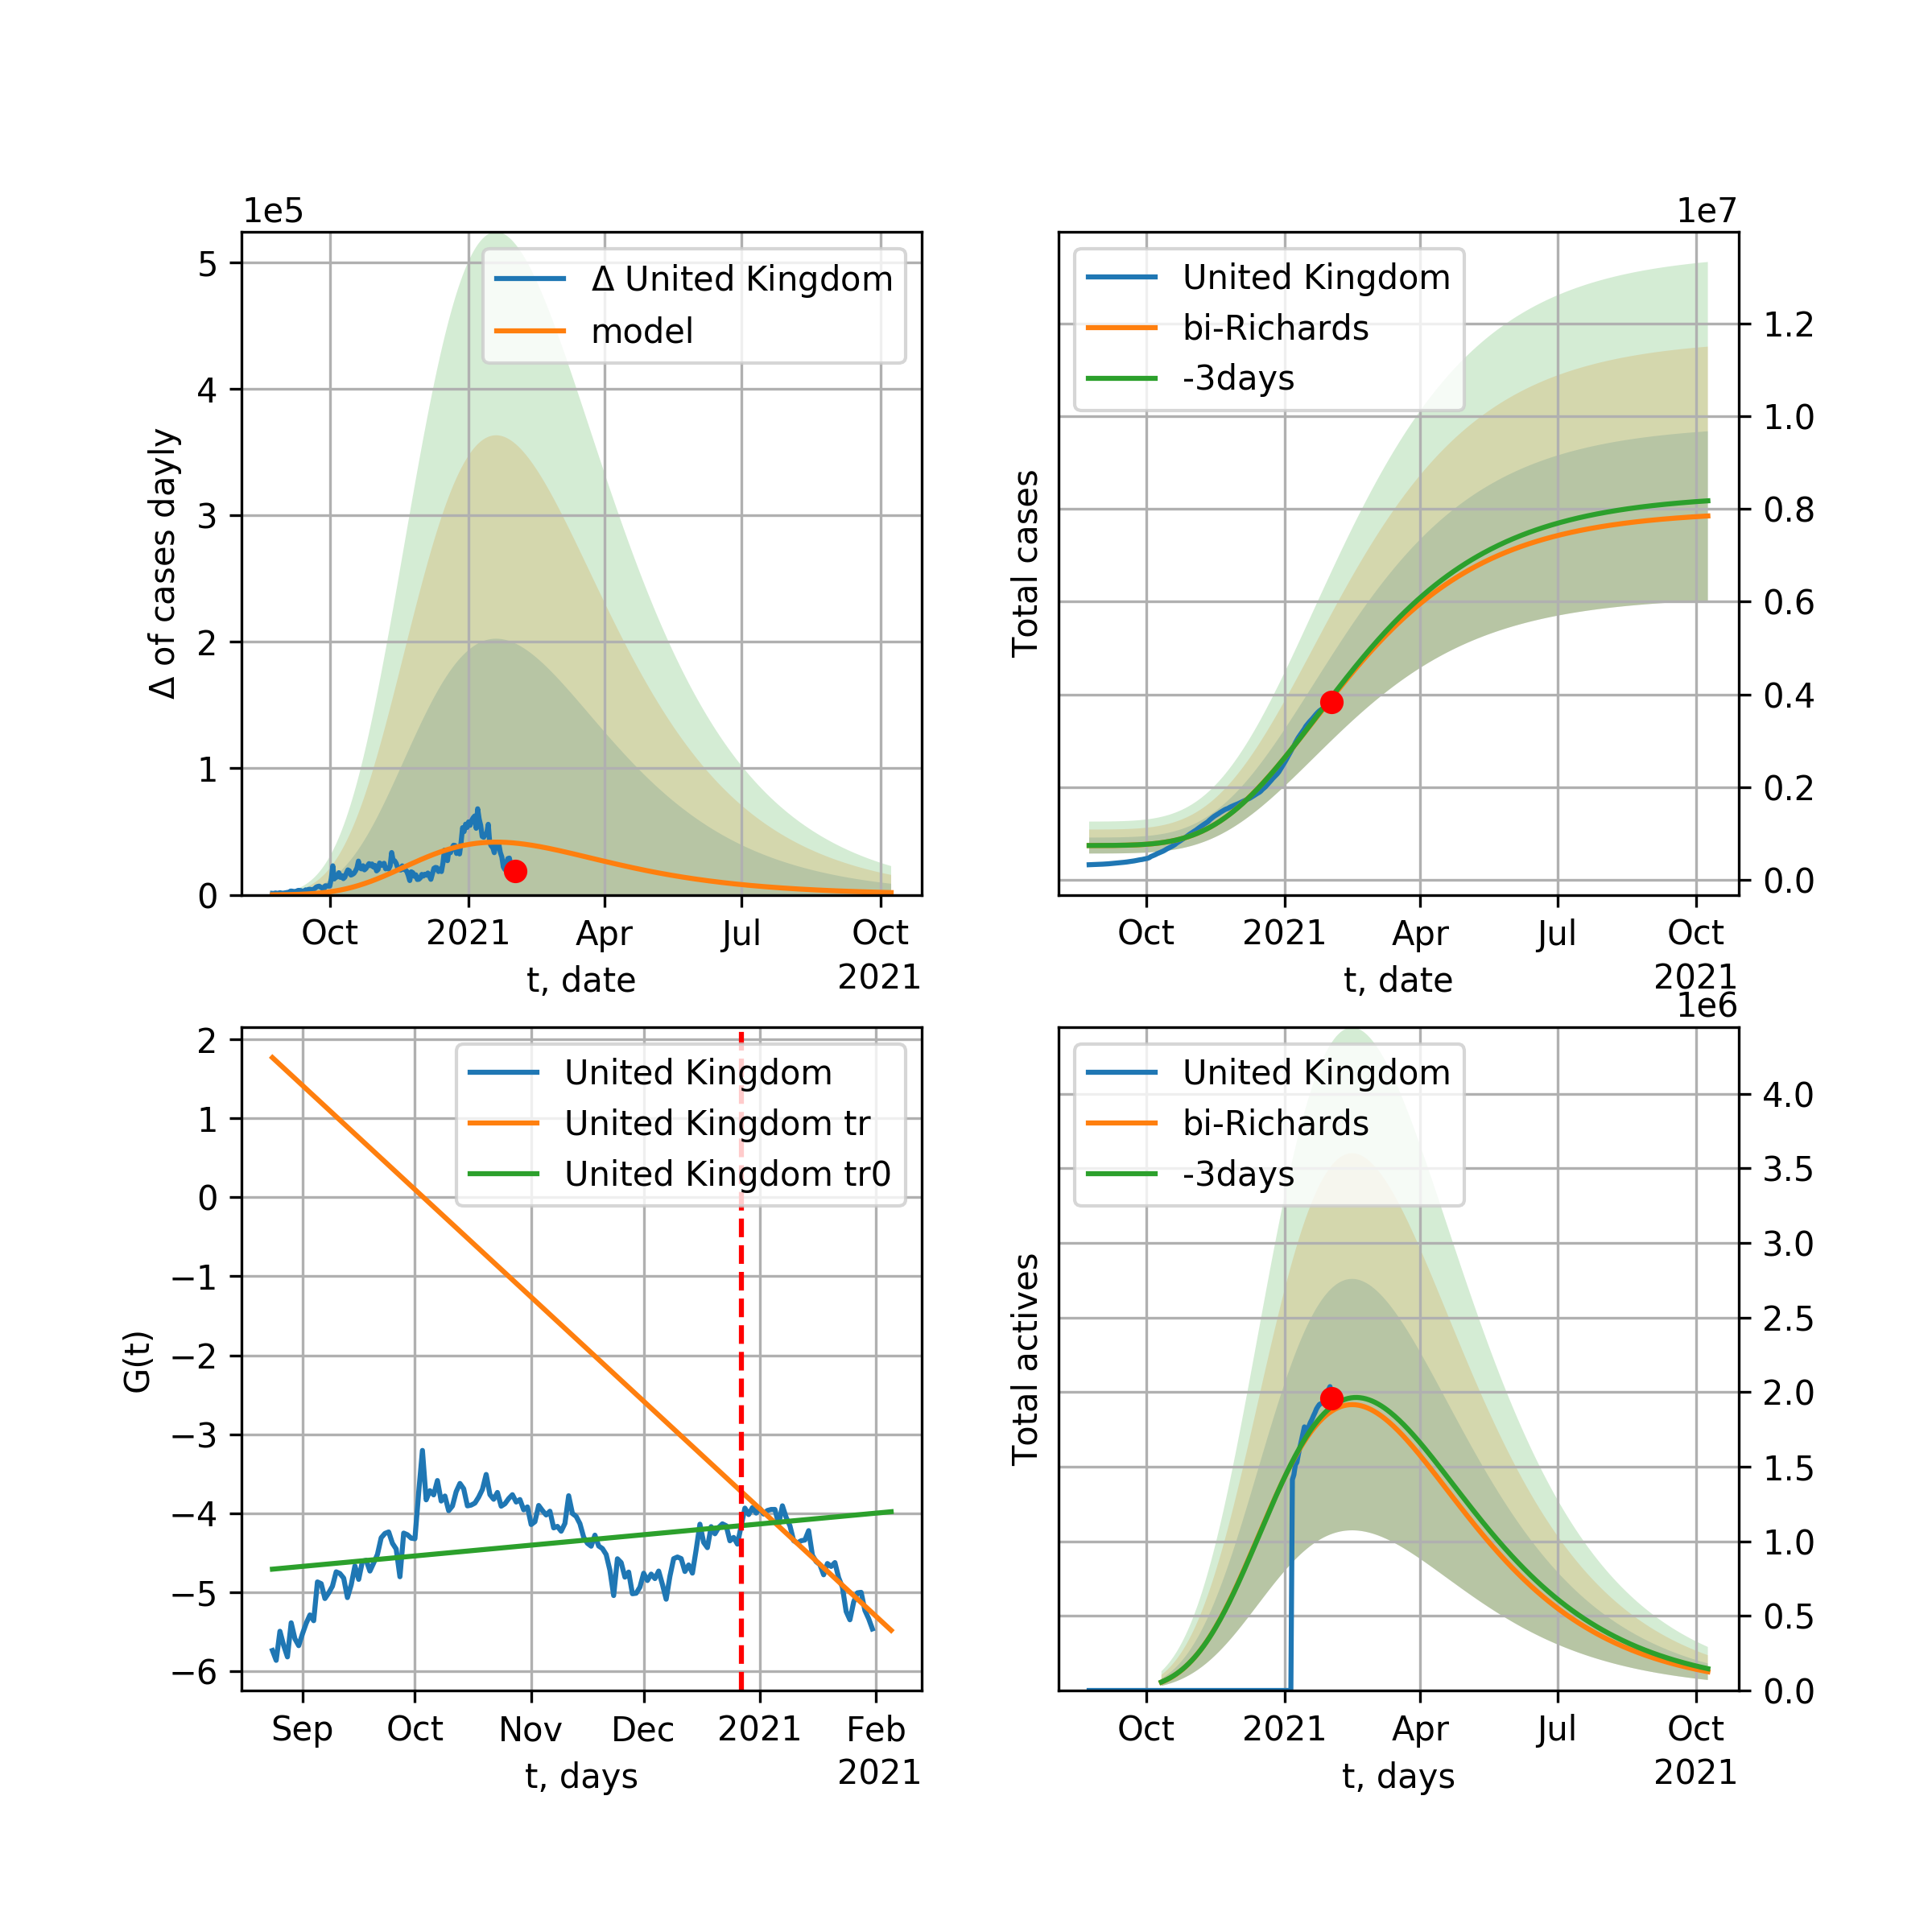 1e5
5
4
3
2
1
0
Δ of cases dayly
Δ United Kingdom
model
Oct 2021 Apr Jul Oct
2021
t, date
1e7
1.2
1.0
0.8
0.6
0.4
0.2
0.0
Total cases
United Kingdom
bi-Richards
-3days
Oct 2021 Apr Jul Oct
2021
t, date
2
1
0
−1
−2
−3
−4
−5
−6
G(t)
United Kingdom
United Kingdom tr
United Kingdom tr0
Sep Oct Nov Dec 2021 Feb
2021
t, days
1e6
4.0
3.5
3.0
2.5
2.0
1.5
1.0
0.5
0.0
Total actives
United Kingdom
bi-Richards
-3days
Oct 2021 Apr Jul Oct
2021
t, days